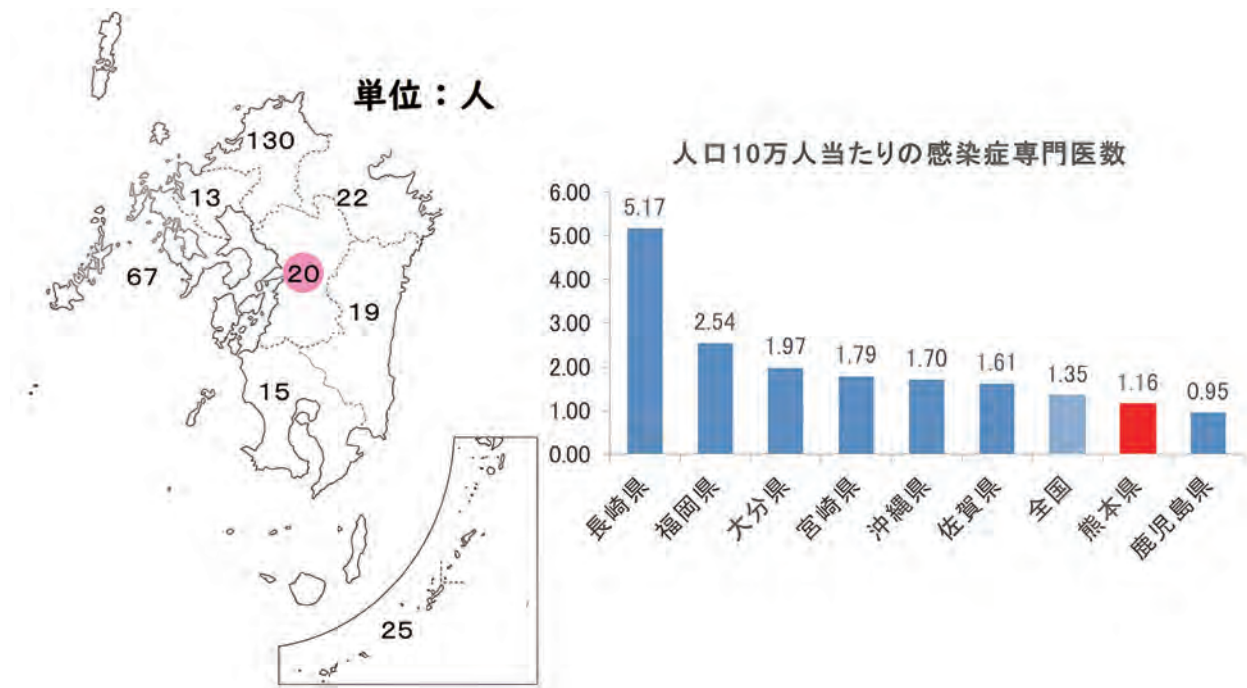 単位：人
130
13
22
67
20
19
15
25
人口10万人当たりの感染症専門医数
6.00
5.00
4.00
3.00
2.00
1.00
0.00
5.17
2.54
1.97
1.79
1.70
1.61
1.35
1.16
0.95
長崎県
福岡県
大分県
宮崎県
沖縄県
佐賀県
全国
熊本県
鹿児島県